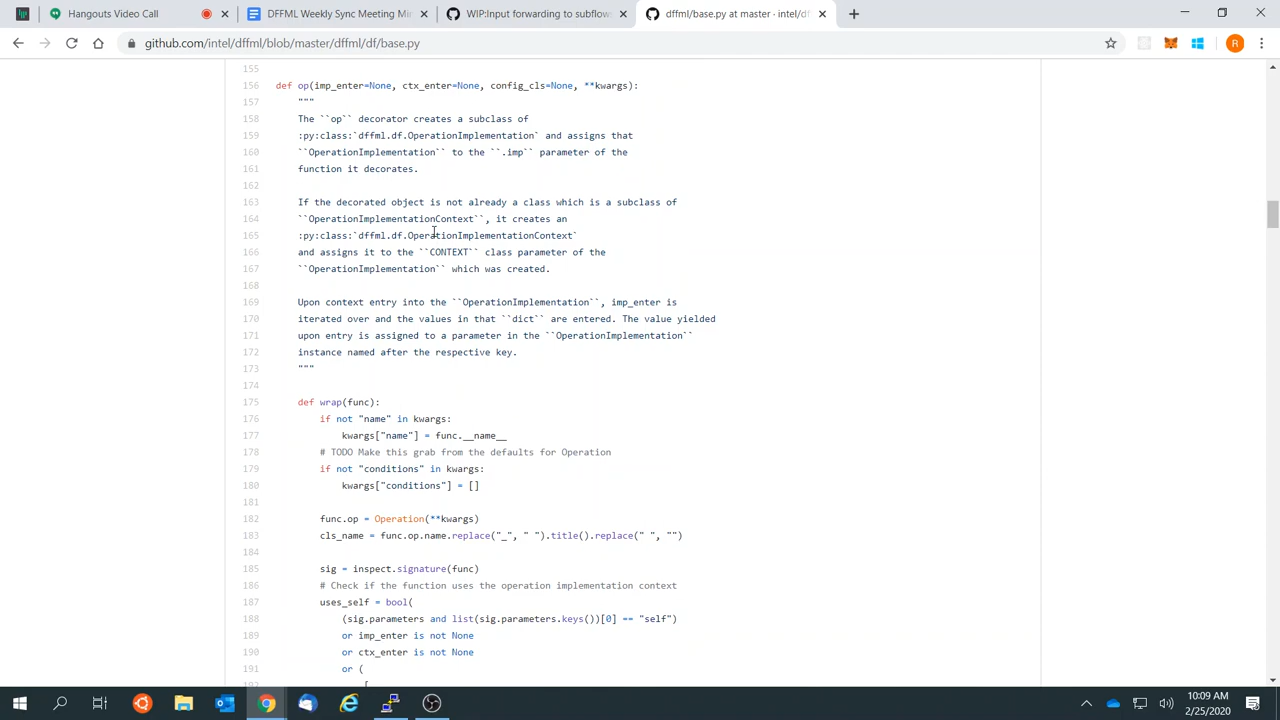 Hangouts Video Call
DFFML Weekly Sync Meeting Min
WIP:Input forwarding to subflows
dffml/base.py at master · intel/df
github.com/intel/dffml/blob/master/dffml/df/base.py
R
155
156 def op(imp_enter=None, ctx_enter=None, config_cls=None, **kwargs):
157 """
158 The ``op`` decorator creates a subclass of
159 :py:class:`dffml.df.OperationImplementation` and assigns that
160 ``OperationImplementation`` to the ``.imp`` parameter of the
161 function it decorates.
162
163 If the decorated object is not already a class which is a subclass of
164 ``OperationImplementationContext``, it creates an
165 :py:class:`dffml.df.OperationImplementationContext`
166 and assigns it to the ``CONTEXT`` class parameter of the
167 ``OperationImplementation`` which was created.
168
169 Upon context entry into the ``OperationImplementation``, imp_enter is
170 iterated over and the values in that ``dict`` are entered. The value yielded
171 upon entry is assigned to a parameter in the ``OperationImplementation``
172 instance named after the respective key.
173 """
174
175 def wrap(func):
176 if not "name" in kwargs:
177 kwargs["name"] = func.__name__
178 # TODO Make this grab from the defaults for Operation
179 if not "conditions" in kwargs:
180 kwargs["conditions"] = []
181
182 func.op = Operation(**kwargs)
183 cls_name = func.op.name.replace("_", " ").title().replace(" ", "")
184
185 sig = inspect.signature(func)
186 # Check if the function uses the operation implementation context
187 uses_self = bool(
188 (sig.parameters and list(sig.parameters.keys())[0] == "self")
189 or imp_enter is not None
190 or ctx_enter is not None
191 or (
192 [
10:09 AM
2/25/2020